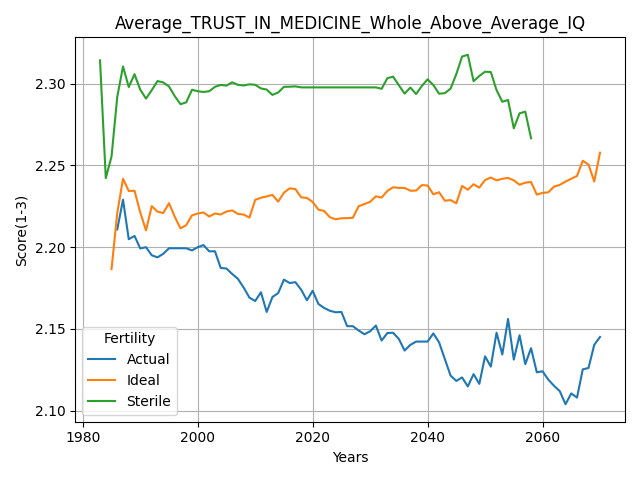 Average_TRUST_IN_MEDICINE_Whole_Above_Average_IQ
2.30
2.25
2.20
2.15
2.10
Score(1-3)
Fertility
Actual
Ideal
Sterile
1980 2000 2020 2040 2060
Years